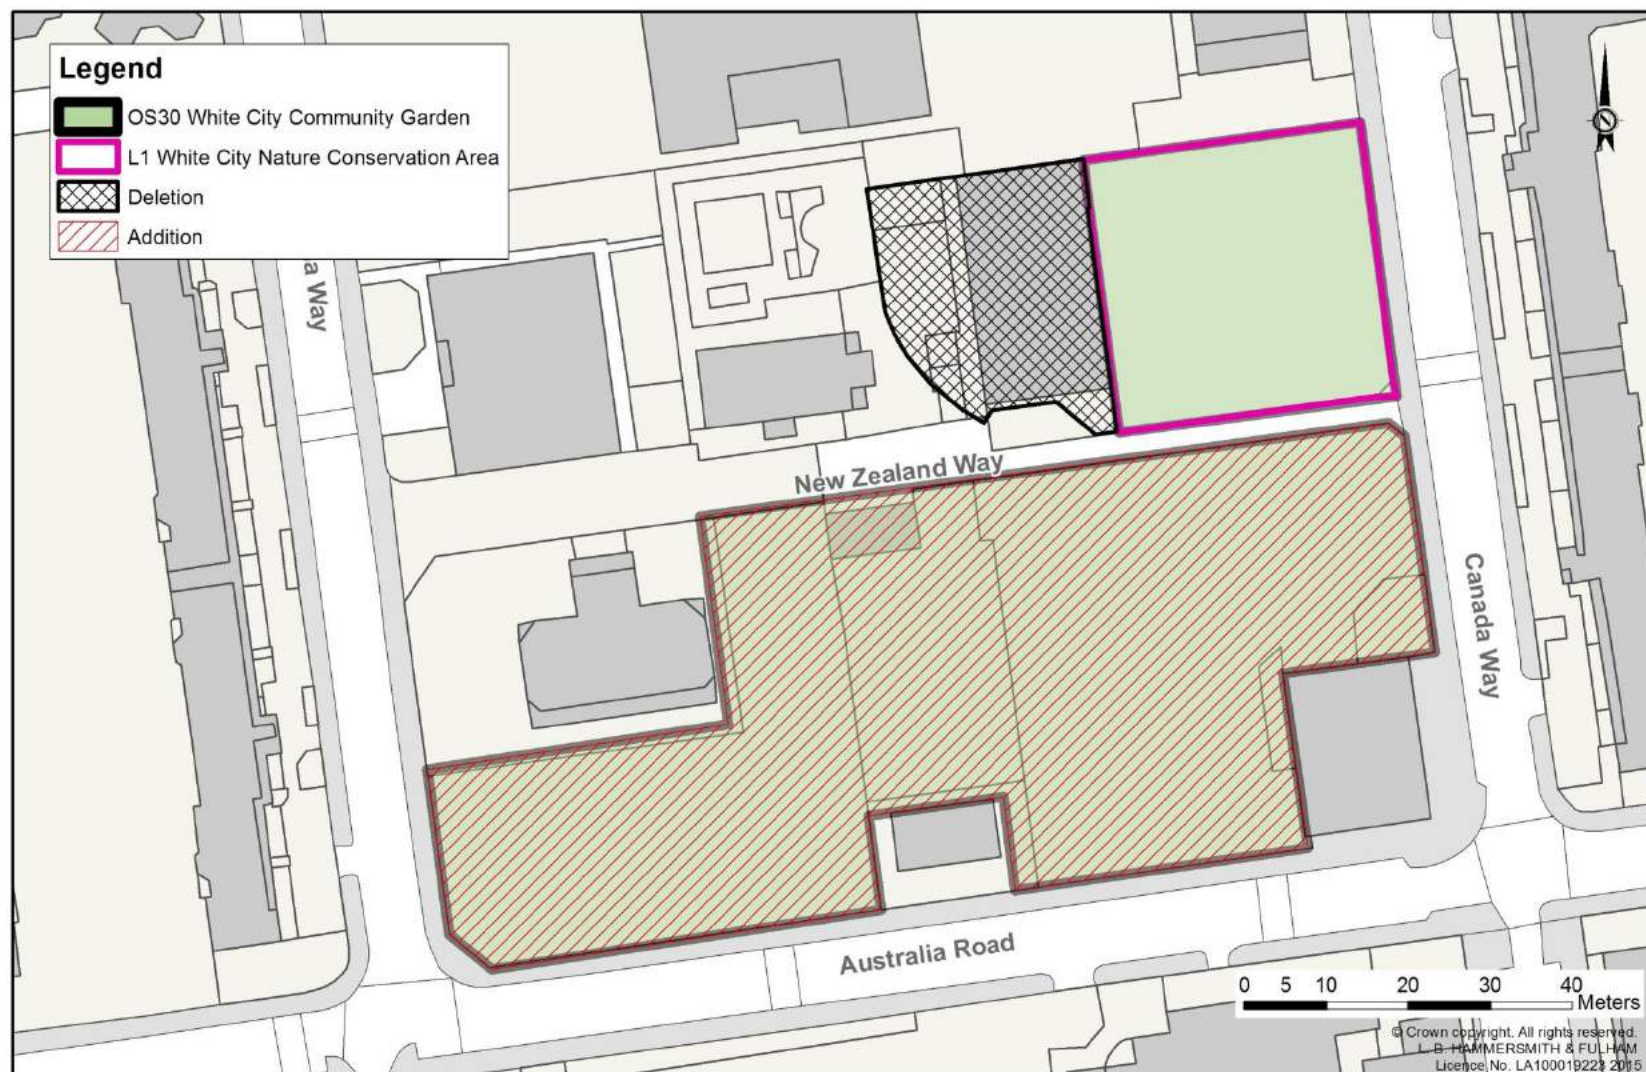 Legend
OS30 White City Community Garden
L1 White City Nature Conservation Area
Deletion
Addition
a Way
New Zealand Way
Canada Way
Australia Road
0 5 10 20 30 40
Meters
© Crown copyright. All rights reserved.
L. B. HAMMERSMITH & FULHAM
Licence No. LA100019223 2015